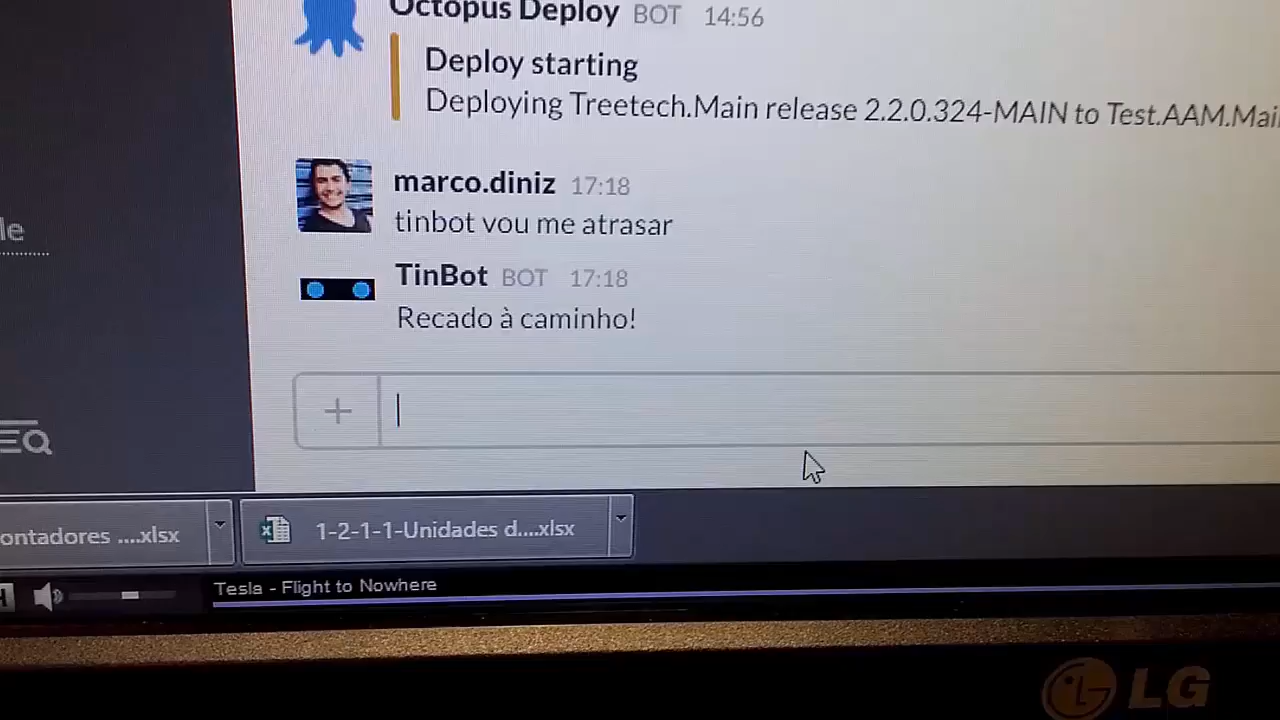 Octopus Deploy BOT 14:56
Deploy starting
Deploying Treetech.Main release 2.2.0.324-MAIN to Test.AAM.Mai
marco.diniz 17:18
tinbot vou me atrasar
le
TinBot BOT 17:18
Recado à caminho!
ontadores ....xlsx
1-2-1-1-Unidades d....xlsx
Tesla - Flight to Nowhere
LG